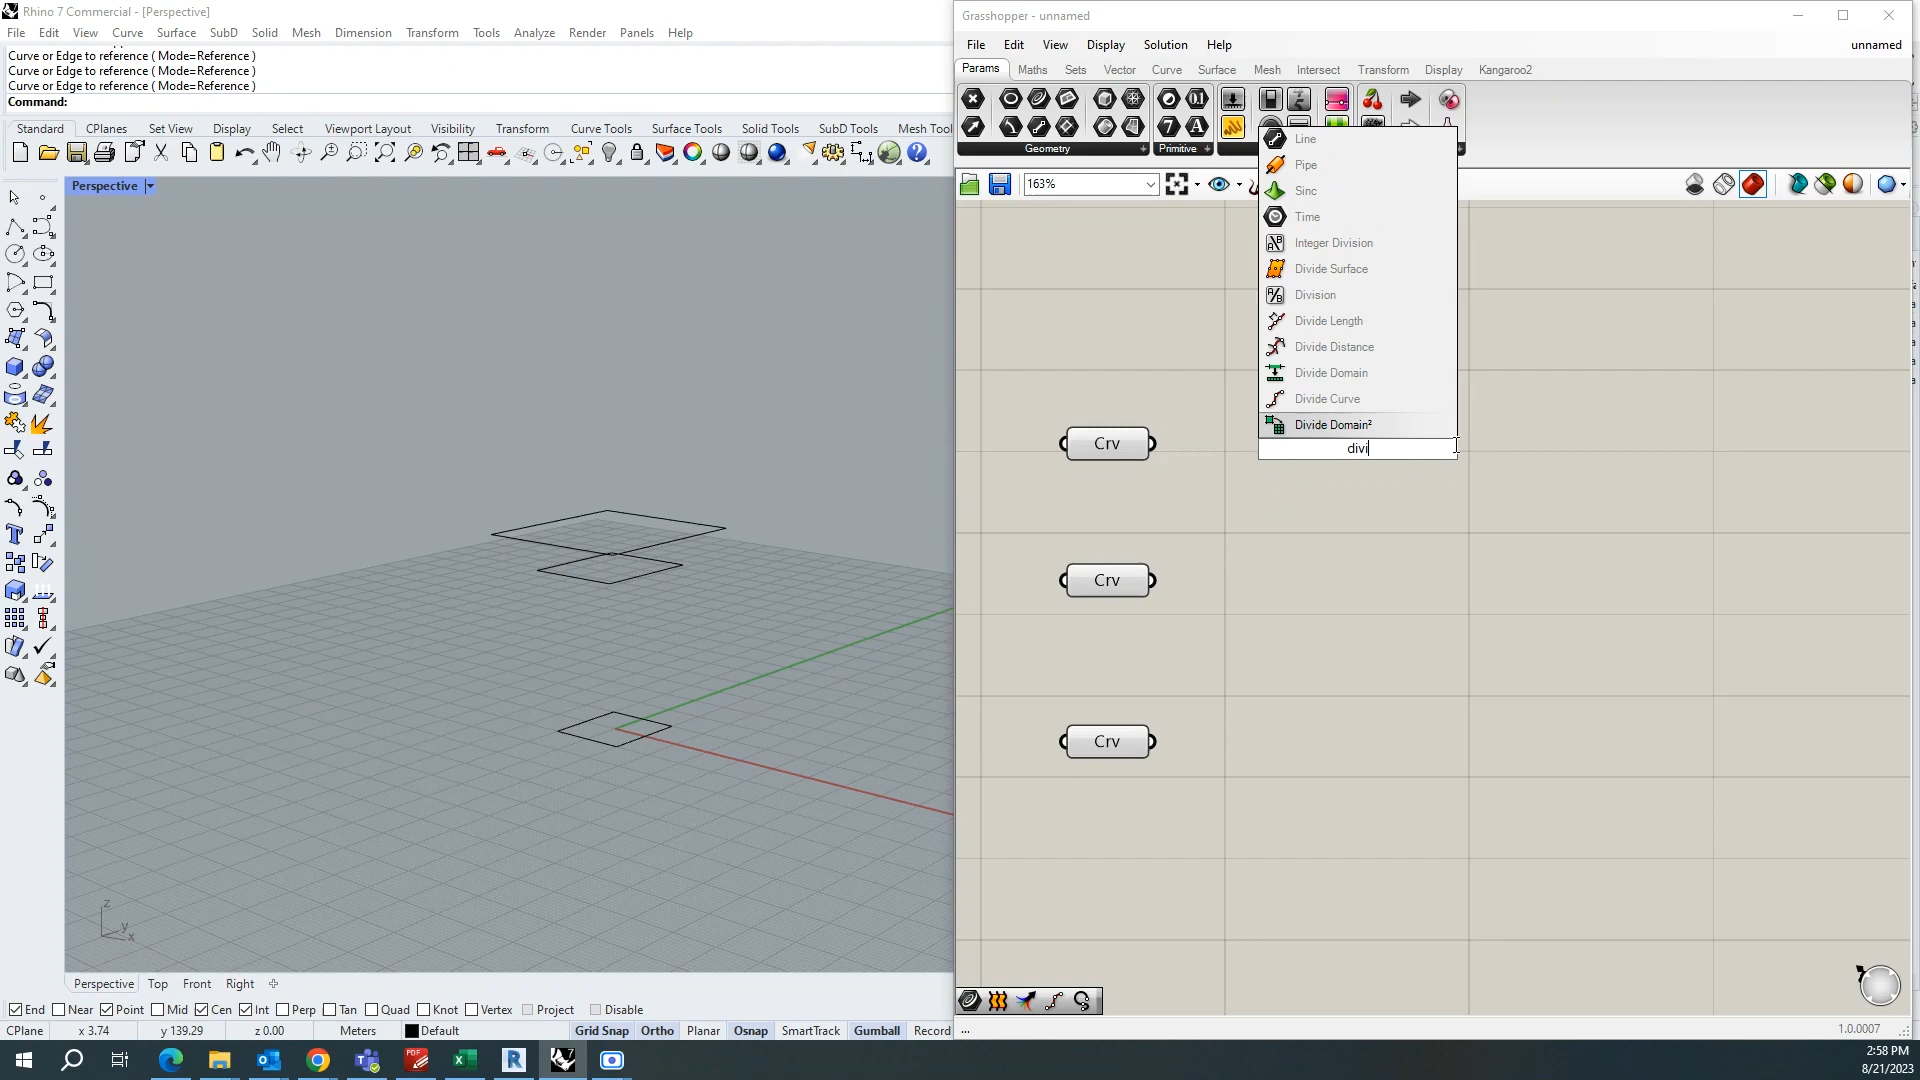 Rhino 7 Commercial - [Perspective]
File Edit View Curve Surface SubD Solid Mesh Dimension Transform Tools Analyze Render Panels Help
Curve or Edge to reference ( Mode=Reference )
Curve or Edge to reference ( Mode=Reference )
Curve or Edge to reference ( Mode=Reference )
Command:
Standard CPlanes Set View Display Select Viewport Layout Visibility Transform Curve Tools Surface Tools Solid Tools SubD Tools Mesh Tool
Perspective
z
y
x
Perspective Top Front Right
End Near Point Mid Cen Int Perp Tan Quad Knot Vertex Project Disable
CPlane x 3.74 y 139.29 z 0.00 Meters Default Grid Snap Ortho Planar Osnap SmartTrack Gumball Record
Grasshopper - unnamed
File Edit View Display Solution Help unnamed
Params Maths Sets Vector Curve Surface Mesh Intersect Transform Display Kangaroo2
Geometry Primitive
163%
Line
Pipe
Sinc
Time
Integer Division
Divide Surface
Division
Divide Length
Divide Distance
Divide Domain
Divide Curve
Divide Domain²
divi
Crv
Crv
Crv
...
1.0.0007
2:58 PM
8/21/2023